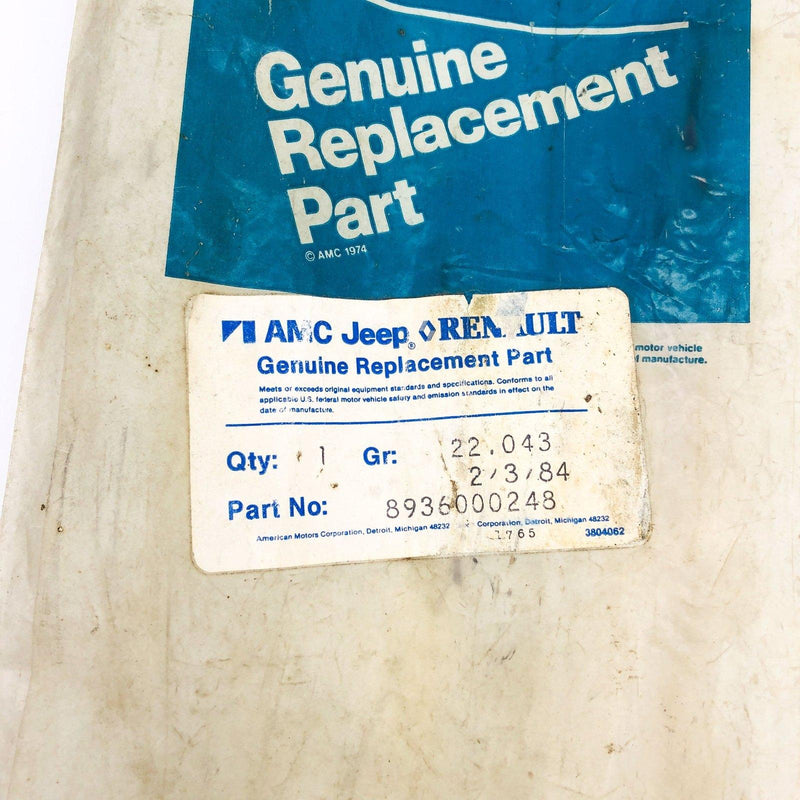 Genuine
Replacement
Part
© AMC 1974
motor vehicle
of manufacture.
AMC Jeep® RENAULT
Genuine Replacement Part
Meets or exceeds original equipment standards and specifications. Conforms to all
applicable U.S. federal motor vehicle safety and emission standards in effect on the
date of manufacture.
Qty: 1 Gr: 22.043
2/3/84
Part No: 8936000248
American Motors Corporation, Detroit, Michigan 48232 Corporation, Detroit, Michigan 48232
1765 3804062